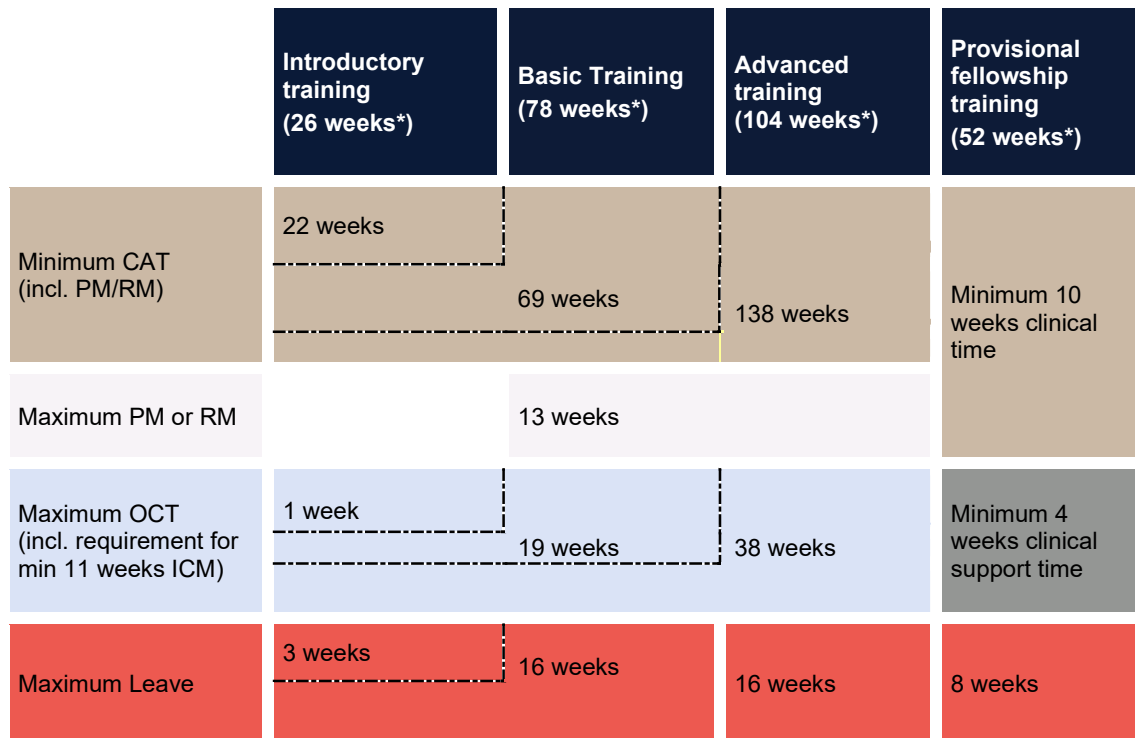 Introductory
training
(26 weeks*)
Basic Training
(78 weeks*)
Advanced
training
(104 weeks*)
Provisional
fellowship
training
(52 weeks*)
Minimum CAT
(incl. PM/RM)
22 weeks
69 weeks
138 weeks
Minimum 10
weeks clinical
time
Maximum PM or RM
13 weeks
Maximum OCT
(incl. requirement for
min 11 weeks ICM)
1 week
19 weeks
38 weeks
Minimum 4
weeks clinical
support time
Maximum Leave
3 weeks
16 weeks
16 weeks
8 weeks